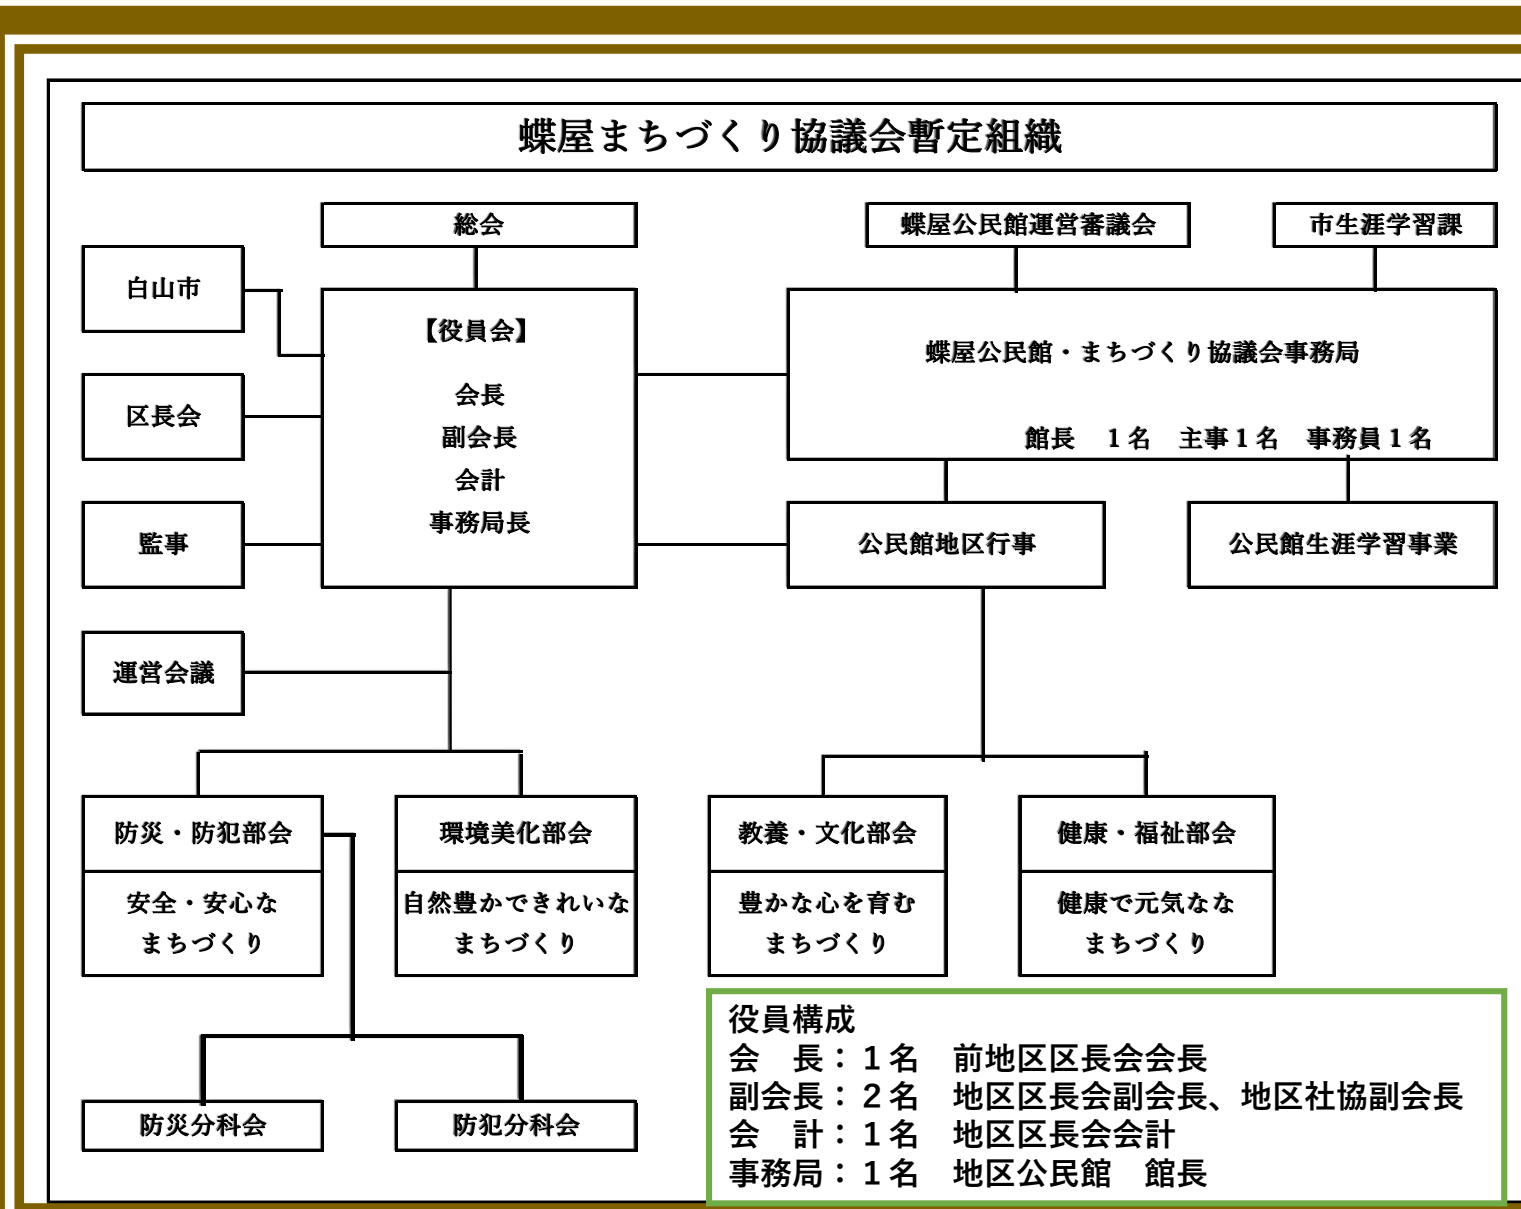 蝶屋まちづくり協議会暫定組織
総会
蝶屋公民館運営審議会
市生涯学習課
白山市
【役員会】
会長
副会長
会計
事務局長
蝶屋公民館・まちづくり協議会事務局
館長　１名　主事１名　事務員１名
区長会
監事
公民館地区行事
公民館生涯学習事業
運営会議
防災・防犯部会
安全・安心な
まちづくり
環境美化部会
自然豊かできれいな
まちづくり
教養・文化部会
豊かな心を育む
まちづくり
健康・福祉部会
健康で元気なな
まちづくり
防災分科会
防犯分科会
役員構成
会　長：１名　前地区区長会会長
副会長：２名　地区区長会副会長、地区社協副会長
会　計：１名　地区区長会会計
事務局：１名　地区公民館　館長